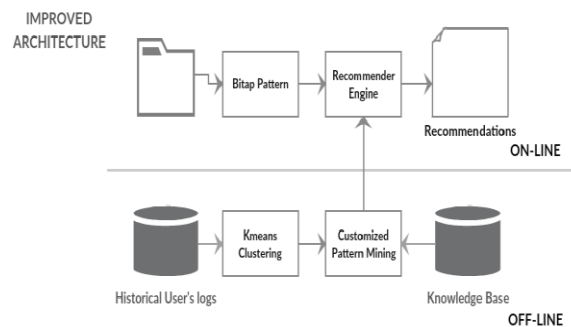 IMPROVED
ARCHITECTURE
Bitap Pattern
Recommender
Engine
Recommendations
ON-LINE
Kmeans
Clustering
Customized
Pattern Mining
Historical User's logs
Knowledge Base
OFF-LINE